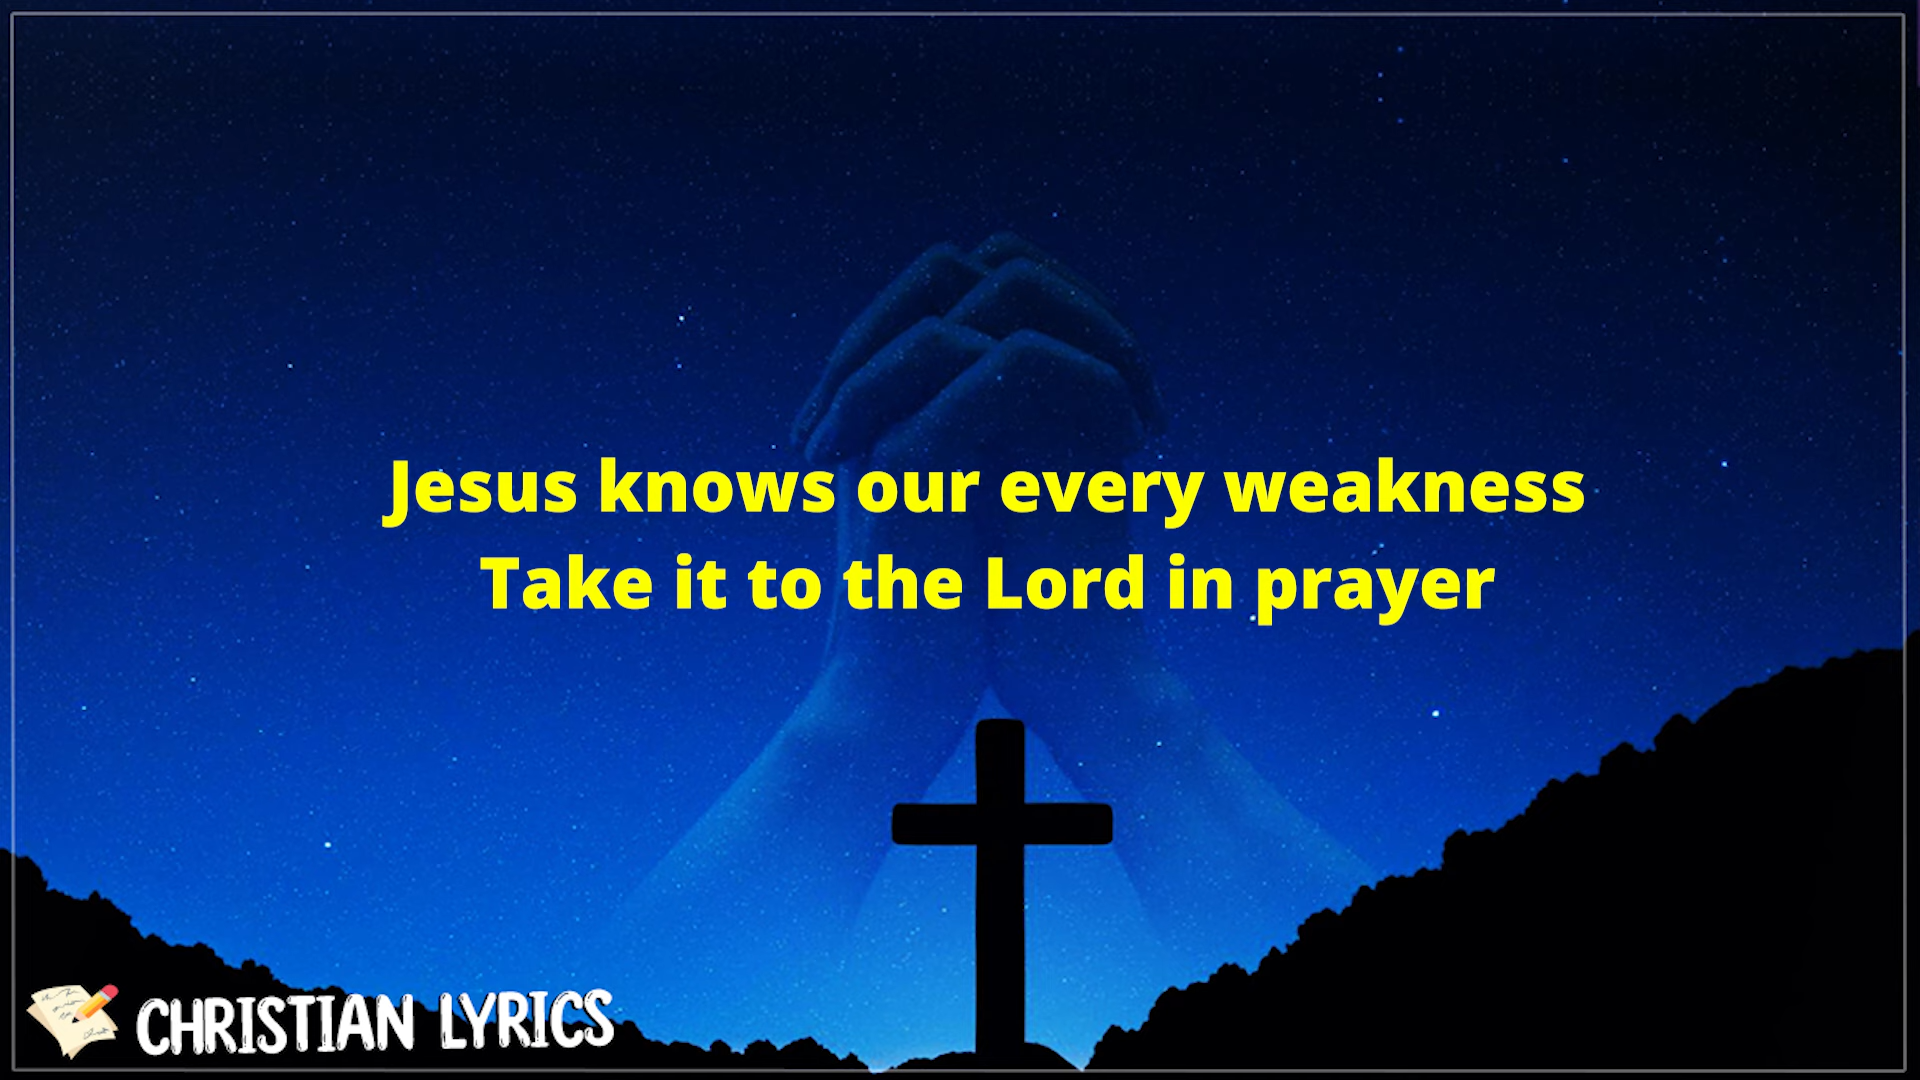 Jesus knows our every weakness
Take it to the Lord in prayer
CHRISTIAN LYRICS